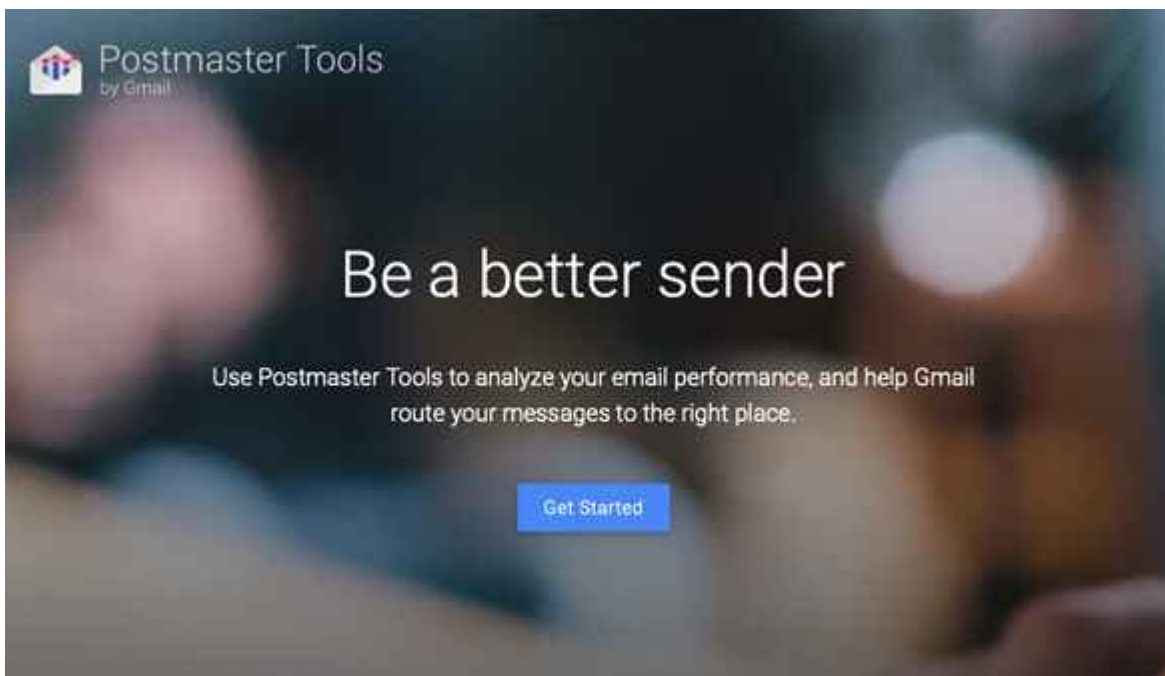 Postmaster Tools
by Gmail
Be a better sender
Use Postmaster Tools to analyze your email performance, and help Gmail
route your messages to the right place.
Get Started